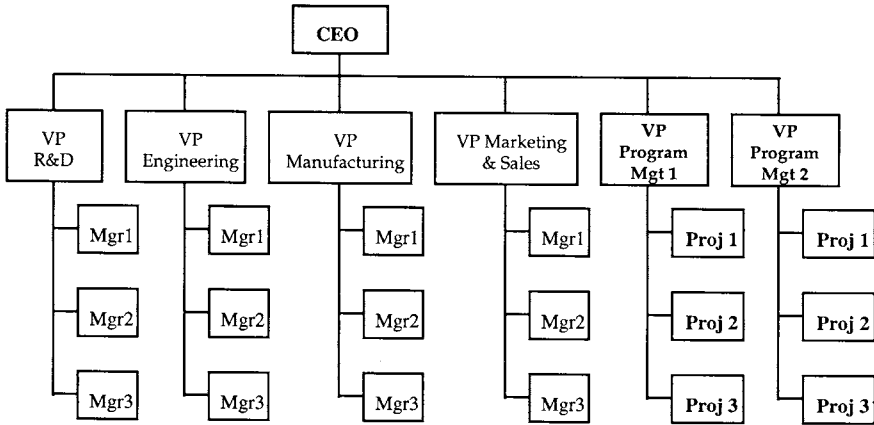 CEO
VP
R&D
VP
Engineering
VP
Manufacturing
VP Marketing
& Sales
VP
Program
Mgt 1
VP
Program
Mgt 2
Mgr1
Mgr1
Mgr1
Mgr1
Proj 1
Proj 1
Mgr2
Mgr2
Mgr2
Mgr2
Proj 2
Proj 2
Mgr3
Mgr3
Mgr3
Mgr3
Proj 3
Proj 3